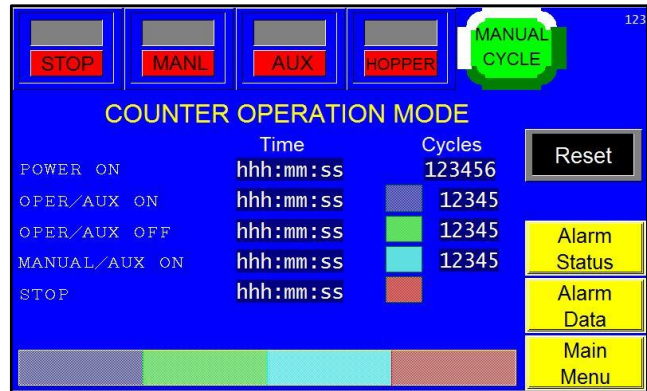 123
STOP MANL AUX HOPPER MANUAL
CYCLE
COUNTER OPERATION MODE
Time Cycles
Reset
POWER ON hhh:mm:ss 123456
OPER/AUX ON hhh:mm:ss 12345
OPER/AUX OFF hhh:mm:ss 12345
MANUAL/AUX ON hhh:mm:ss 12345
STOP hhh:mm:ss
Alarm
Status
Alarm
Data
Main
Menu